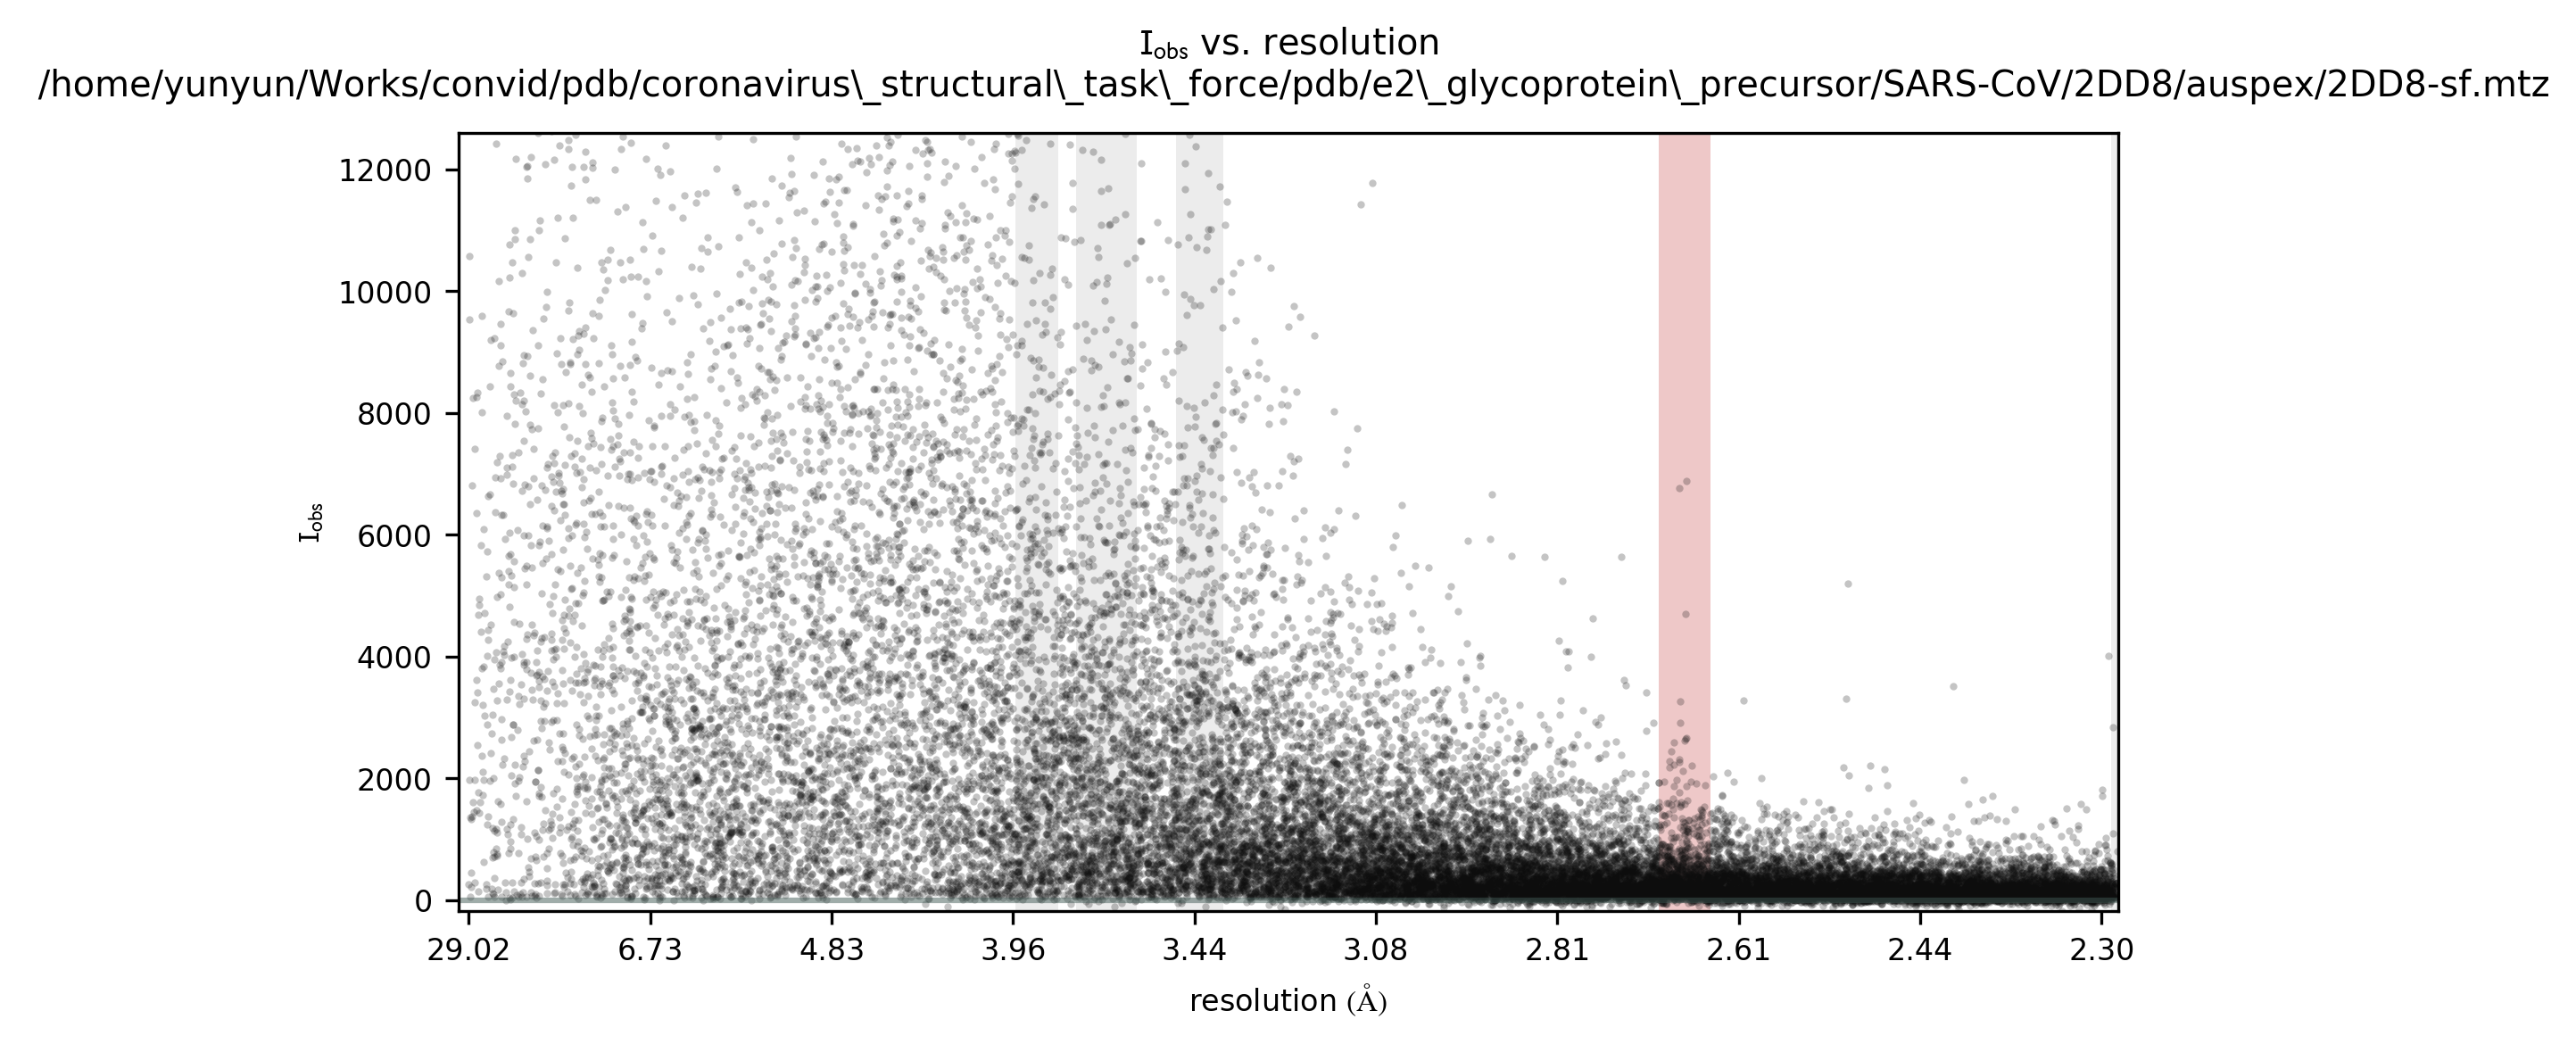 I_obs vs. resolution
/home/yunyun/Works/convid/pdb/coronavirus\_structural\_task\_force/pdb/e2\_glycoprotein\_precursor/SARS-CoV/2DD8/auspex/2DD8-sf.mtz
12000
10000
8000
6000
4000
2000
0
I_obs
29.02 6.73 4.83 3.96 3.44 3.08 2.81 2.61 2.44 2.30
resolution (Å)